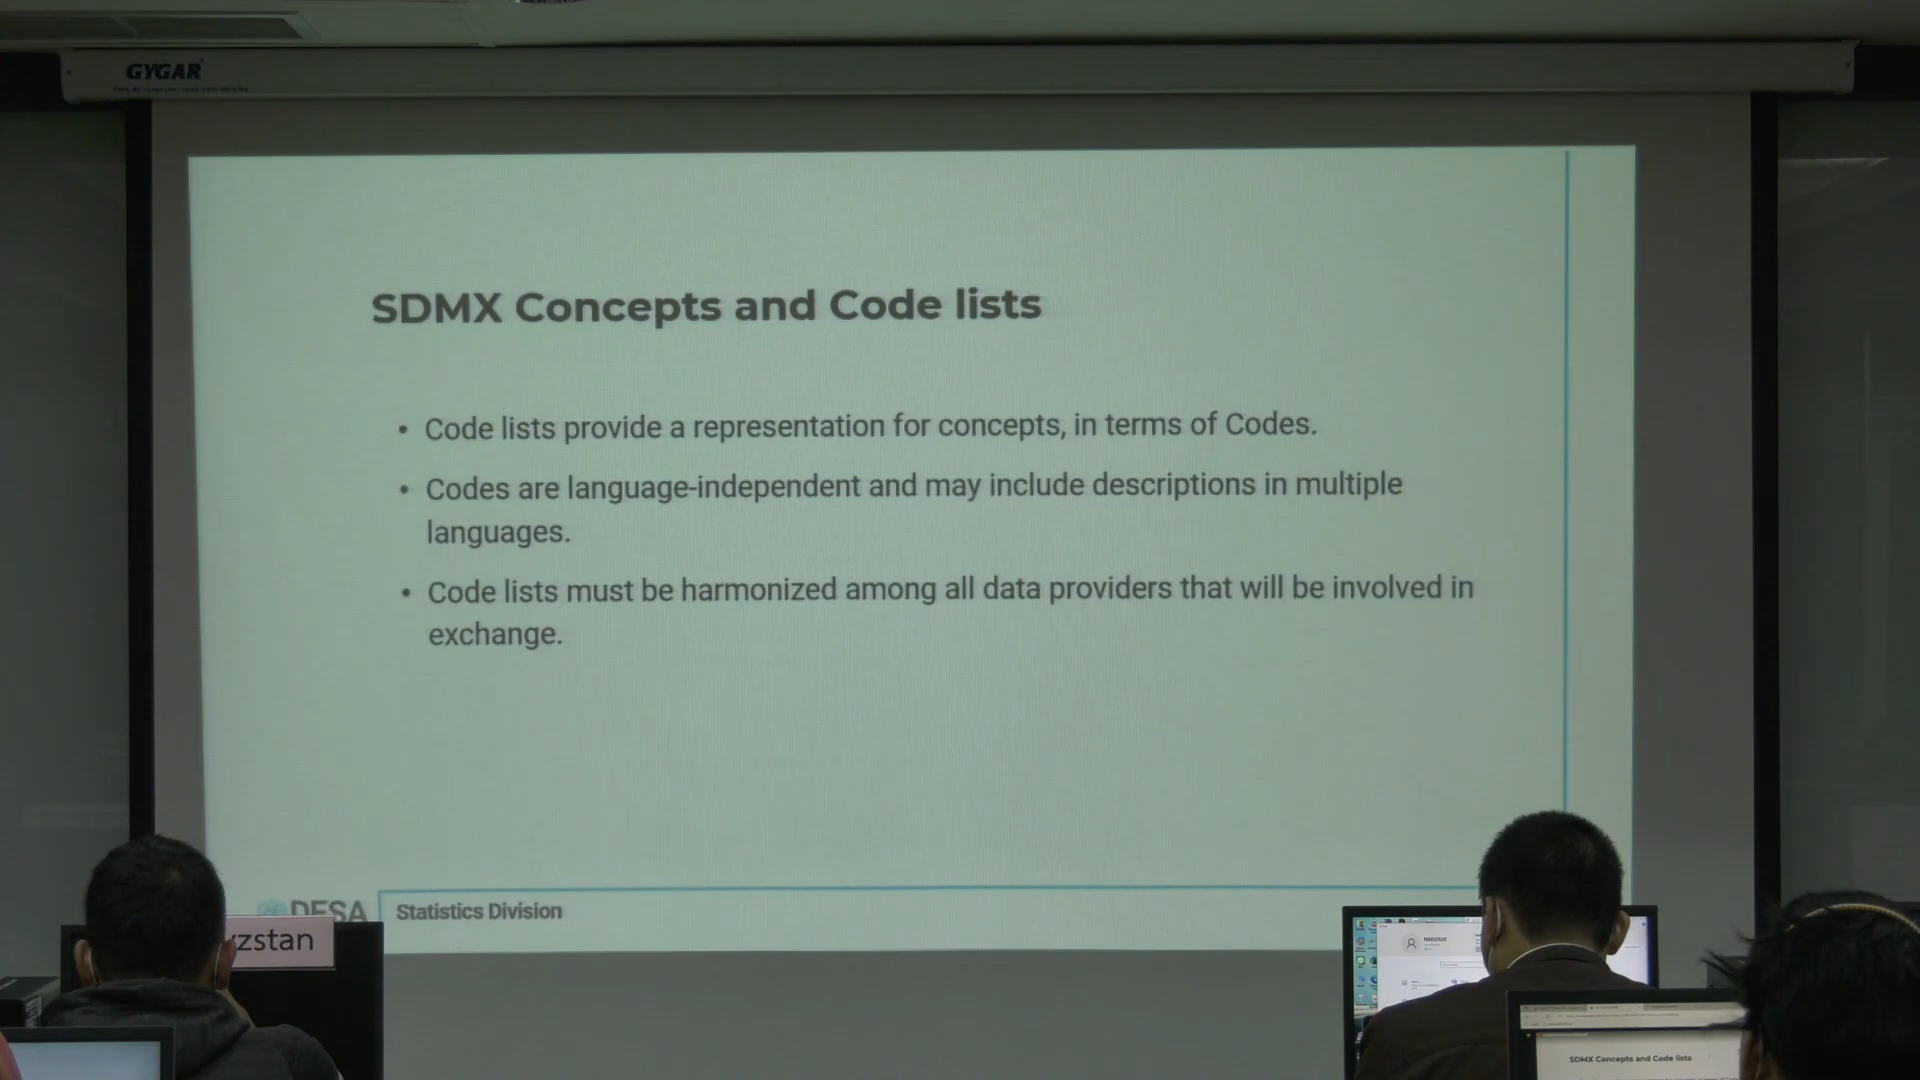 GYGAR
SDMX Concepts and Code lists
• Code lists provide a representation for concepts, in terms of Codes.
• Codes are language-independent and may include descriptions in multiple
languages.
• Code lists must be harmonized among all data providers that will be involved in
exchange.
DESA
Statistics Division
yzstan
NSD2025
SDMX Concepts and Code lists